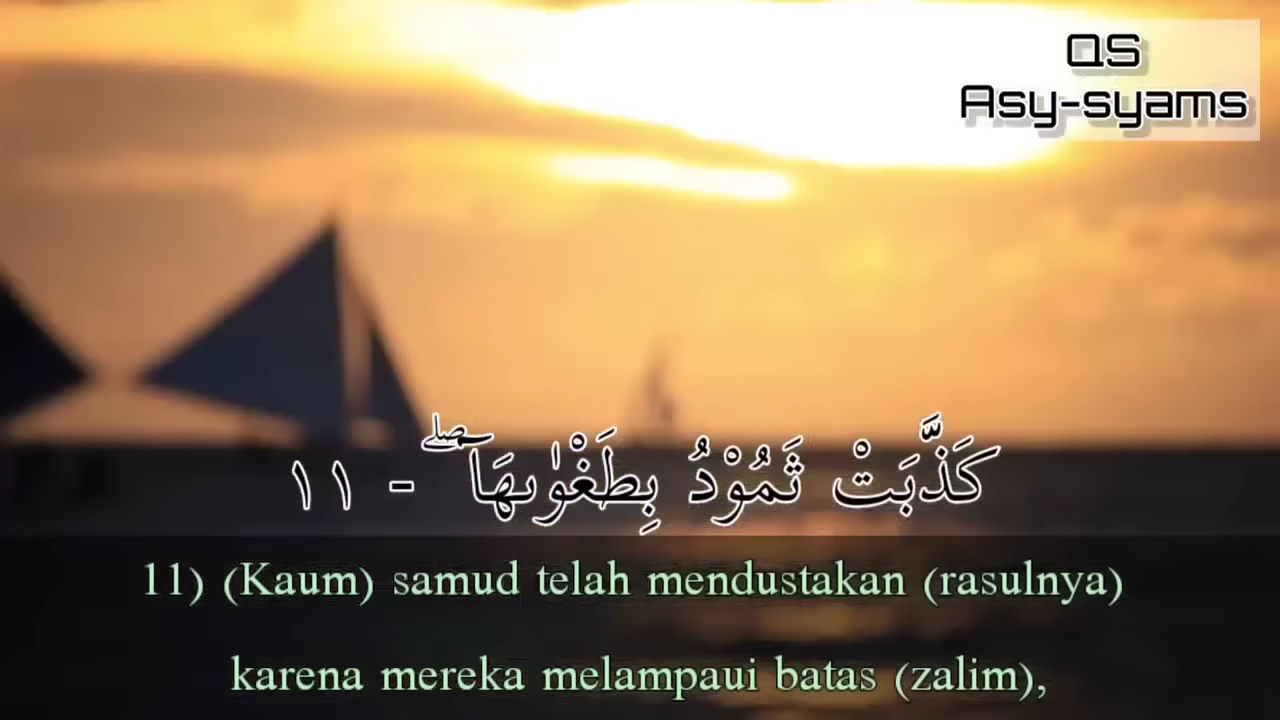 QS
Asy-syams
كَذَّبَتْ ثَمُوْدُ بِطَغْوٰىهَآ ۖ - ١١
11) (Kaum) samud telah mendustakan (rasulnya)
karena mereka melampaui batas (zalim),